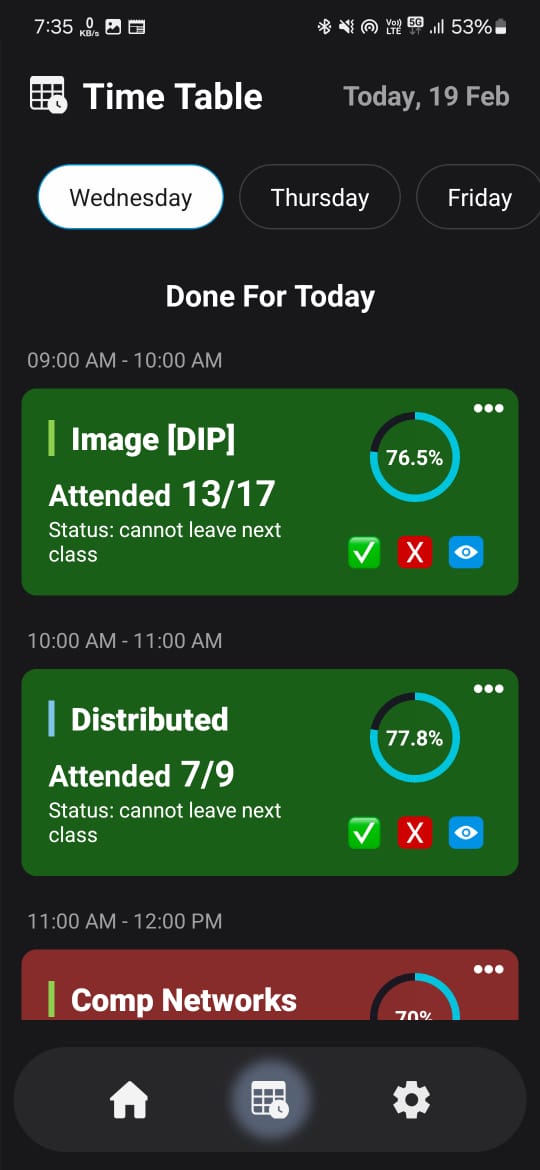 7:35 0 KB/s Vo)) LTE 5G 53%
Time Table Today, 19 Feb
Wednesday Thursday Friday
Done For Today
09:00 AM - 10:00 AM
Image [DIP]
76.5%
Attended 13/17
Status: cannot leave next
class
X
10:00 AM - 11:00 AM
Distributed
77.8%
Attended 7/9
Status: cannot leave next
class
X
11:00 AM - 12:00 PM
Comp Networks
70%